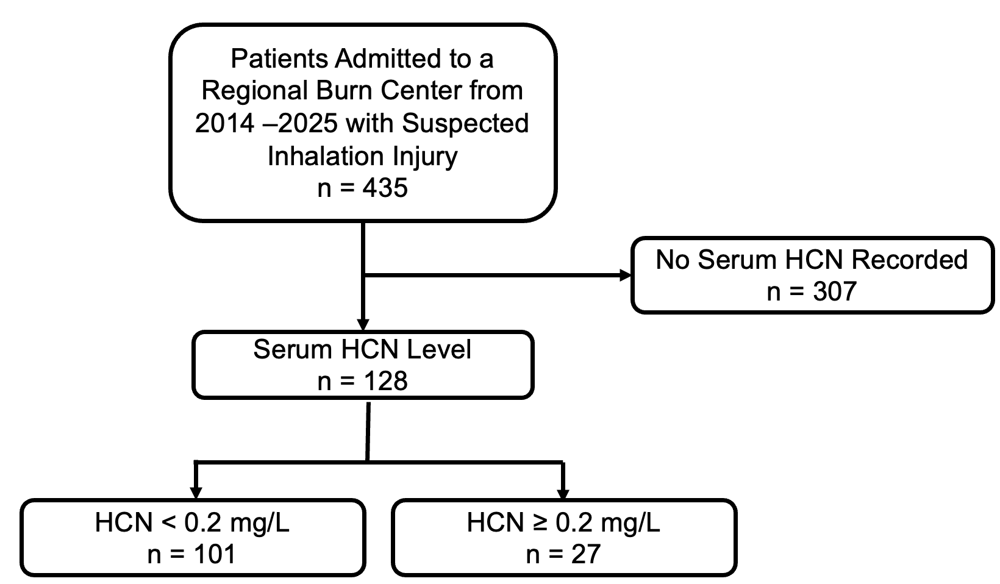 Patients Admitted to a
Regional Burn Center from
2014 –2025 with Suspected
Inhalation Injury
n = 435
No Serum HCN Recorded
n = 307
Serum HCN Level
n = 128
HCN < 0.2 mg/L
n = 101
HCN ≥ 0.2 mg/L
n = 27